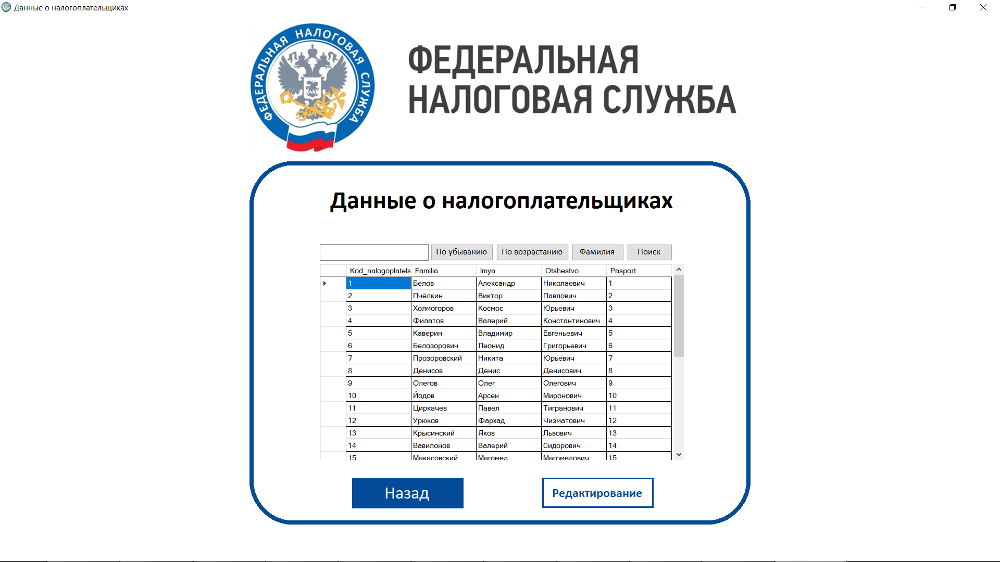 Данные о налогоплательщиках
ФЕДЕРАЛЬНАЯ НАЛОГОВАЯ СЛУЖБА
ФЕДЕРАЛЬНАЯ
НАЛОГОВАЯ СЛУЖБА
Данные о налогоплательщиках
По убыванию По возрастанию Фамилия Поиск
Kod_nalogoplatels Familia Imya Otshestvo Pasport
1 Белов Александр Николаевич 1
2 Пчёлкин Виктор Павлович 2
3 Холмогоров Космос Юрьевич 3
4 Филатов Валерий Константинович 4
5 Каверин Владимир Евгеньевич 5
6 Белозорович Леонид Григорьевич 6
7 Прозоровский Никита Юрьевич 7
8 Денисов Денис Денисович 8
9 Олегов Олег Олегович 9
10 Йодов Арсен Миронович 10
11 Циркачев Павел Тигранович 11
12 Урюков Фархад Чизматович 12
13 Крысинский Яков Львович 13
14 Вавилонов Валерий Сидорович 14
15 Макасовский Магомед Магомедович 15
Назад Редактирование